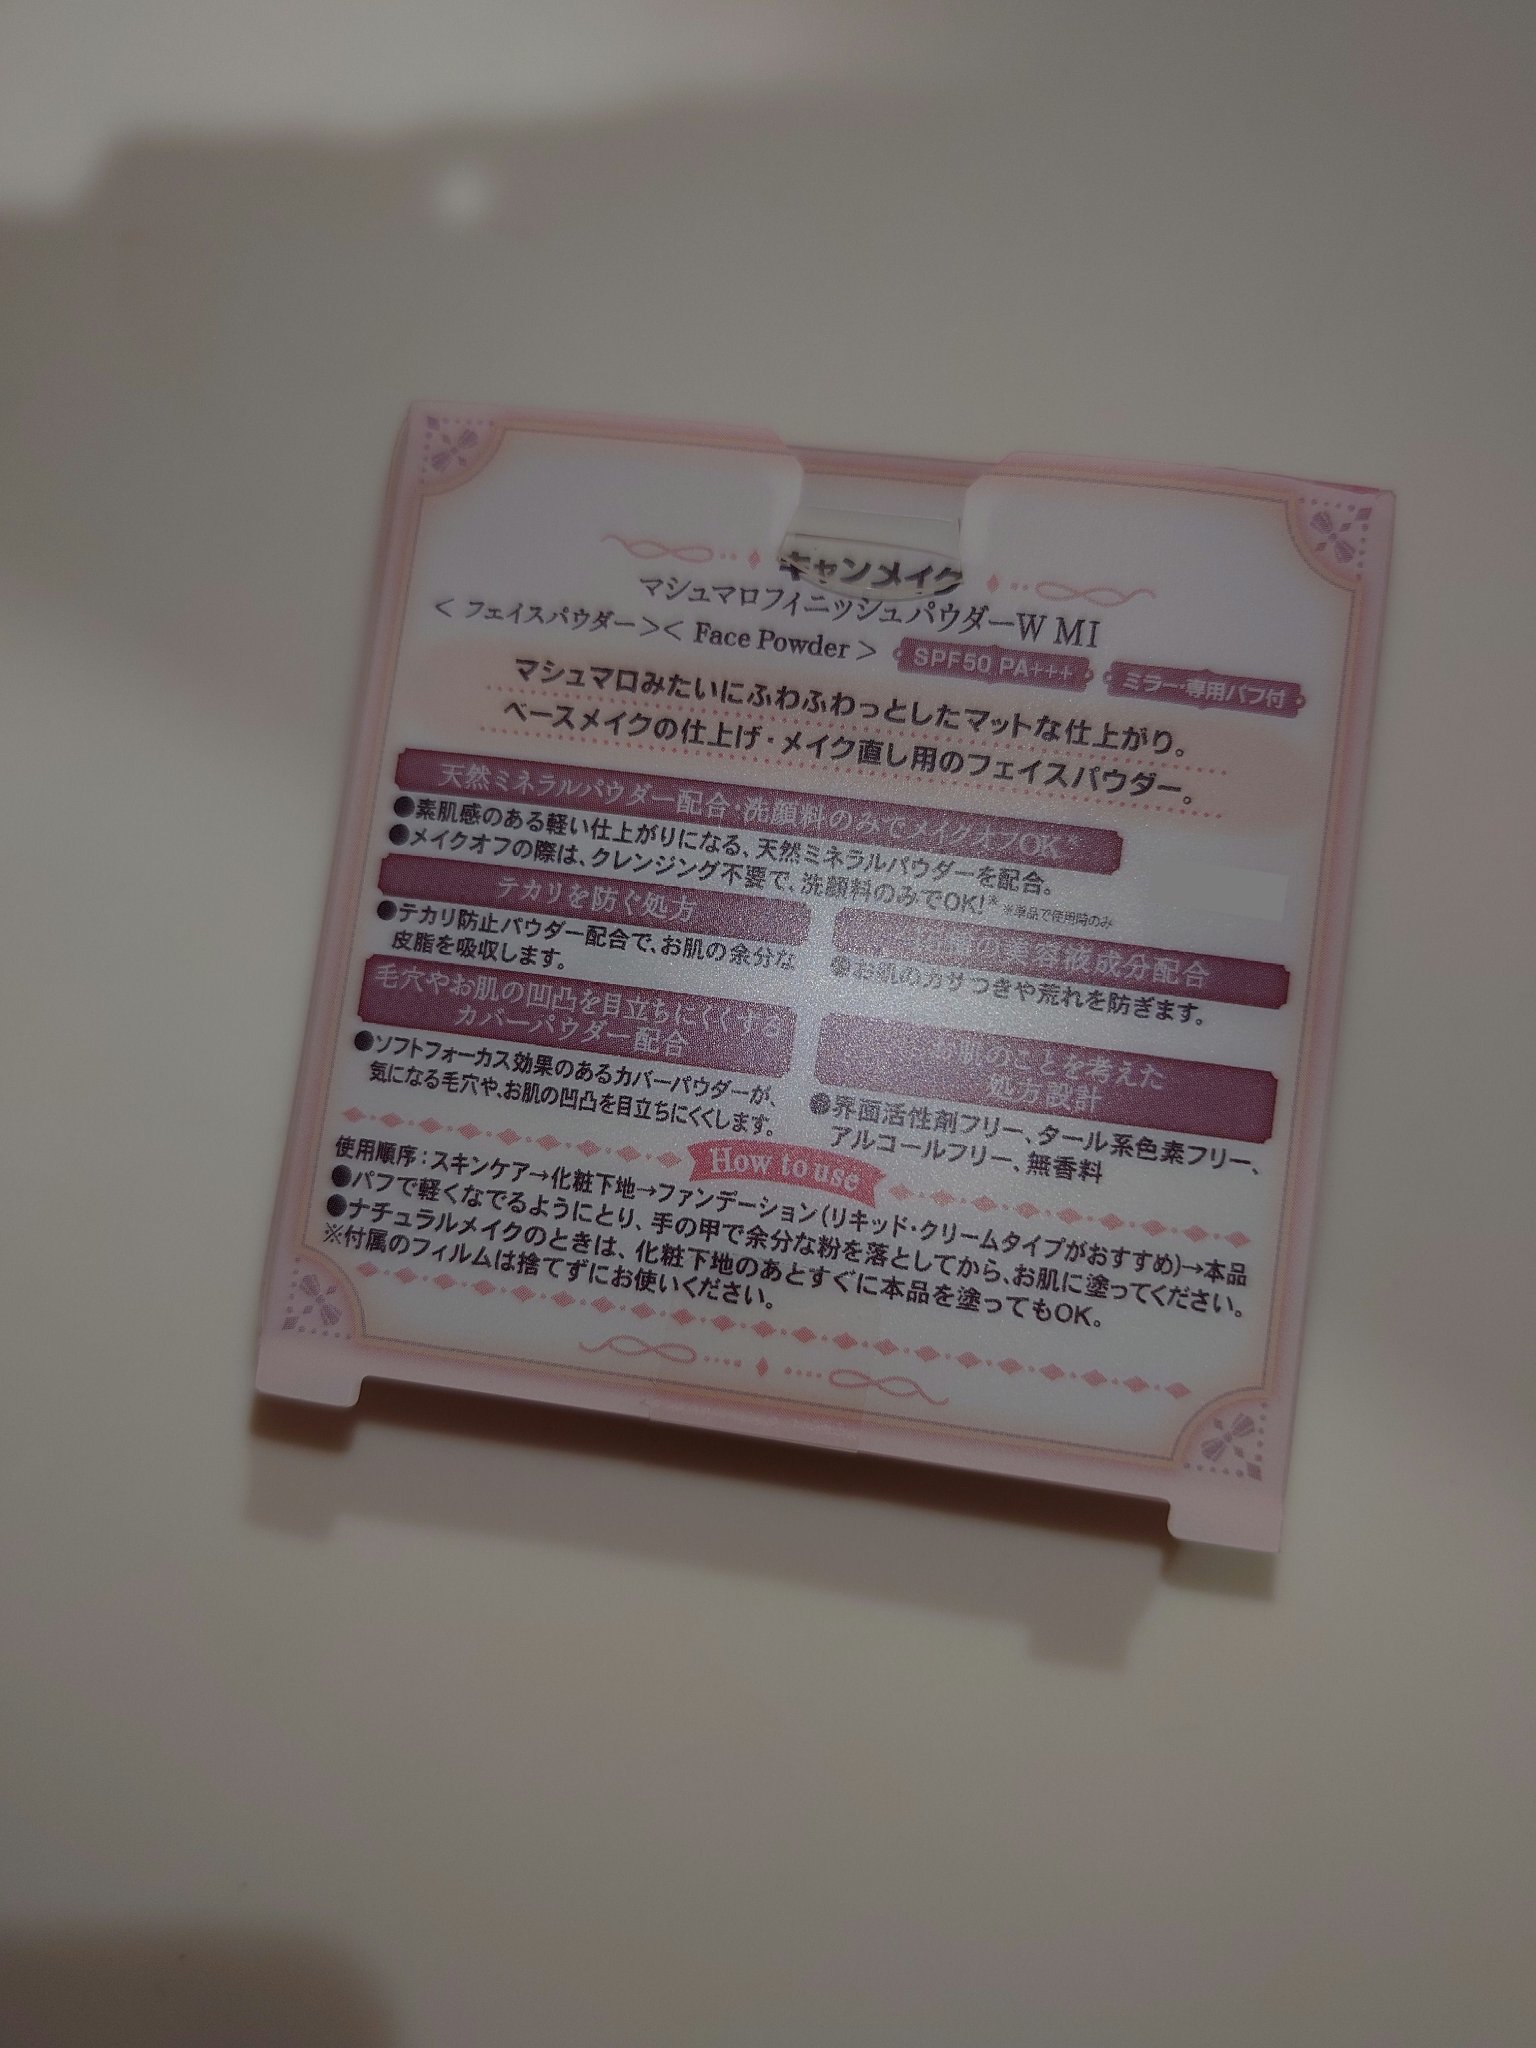 キャンメイク
マシュマロフィニッシュパウダーW MI
< フェイスパウダー >< Face Powder > SPF50 PA+++ ミラー・専用パフ付
マシュマロみたいにふわふわっとしたマットな仕上がり。
ベースメイクの仕上げ・メイク直し用のフェイスパウダー。
天然ミネラルパウダー配合・洗顔料のみでメイクオフOK*
●素肌感のある軽い仕上がりになる、天然ミネラルパウダーを配合。
●メイクオフの際は、クレンジング不要で、洗顔料のみでOK!* ※単品で使用時のみ
テカリを防ぐ処方
●テカリ防止パウダー配合で、お肌の余分な
皮脂を吸収します。
の美容液成分配合
●お肌のカサつきや荒れを防ぎます。
毛穴やお肌の凹凸を目立ちにくくする
カバーパウダー配合
●ソフトフォーカス効果のあるカバーパウダーが、
気になる毛穴や、お肌の凹凸を目立ちにくくします。
お肌のことを考えた
処方設計
●界面活性剤フリー、タール系色素フリー、
アルコールフリー、無香料
How to use
使用順序:スキンケア→化粧下地→ファンデーション(リキッド・クリームタイプがおすすめ)→本品
●パフで軽くなでるようにとり、手の甲で余分な粉を落としてから、お肌に塗ってください。
●ナチュラルメイクのときは、化粧下地のあとすぐに本品を塗ってもOK。
※付属のフィルムは捨てずにお使いください。